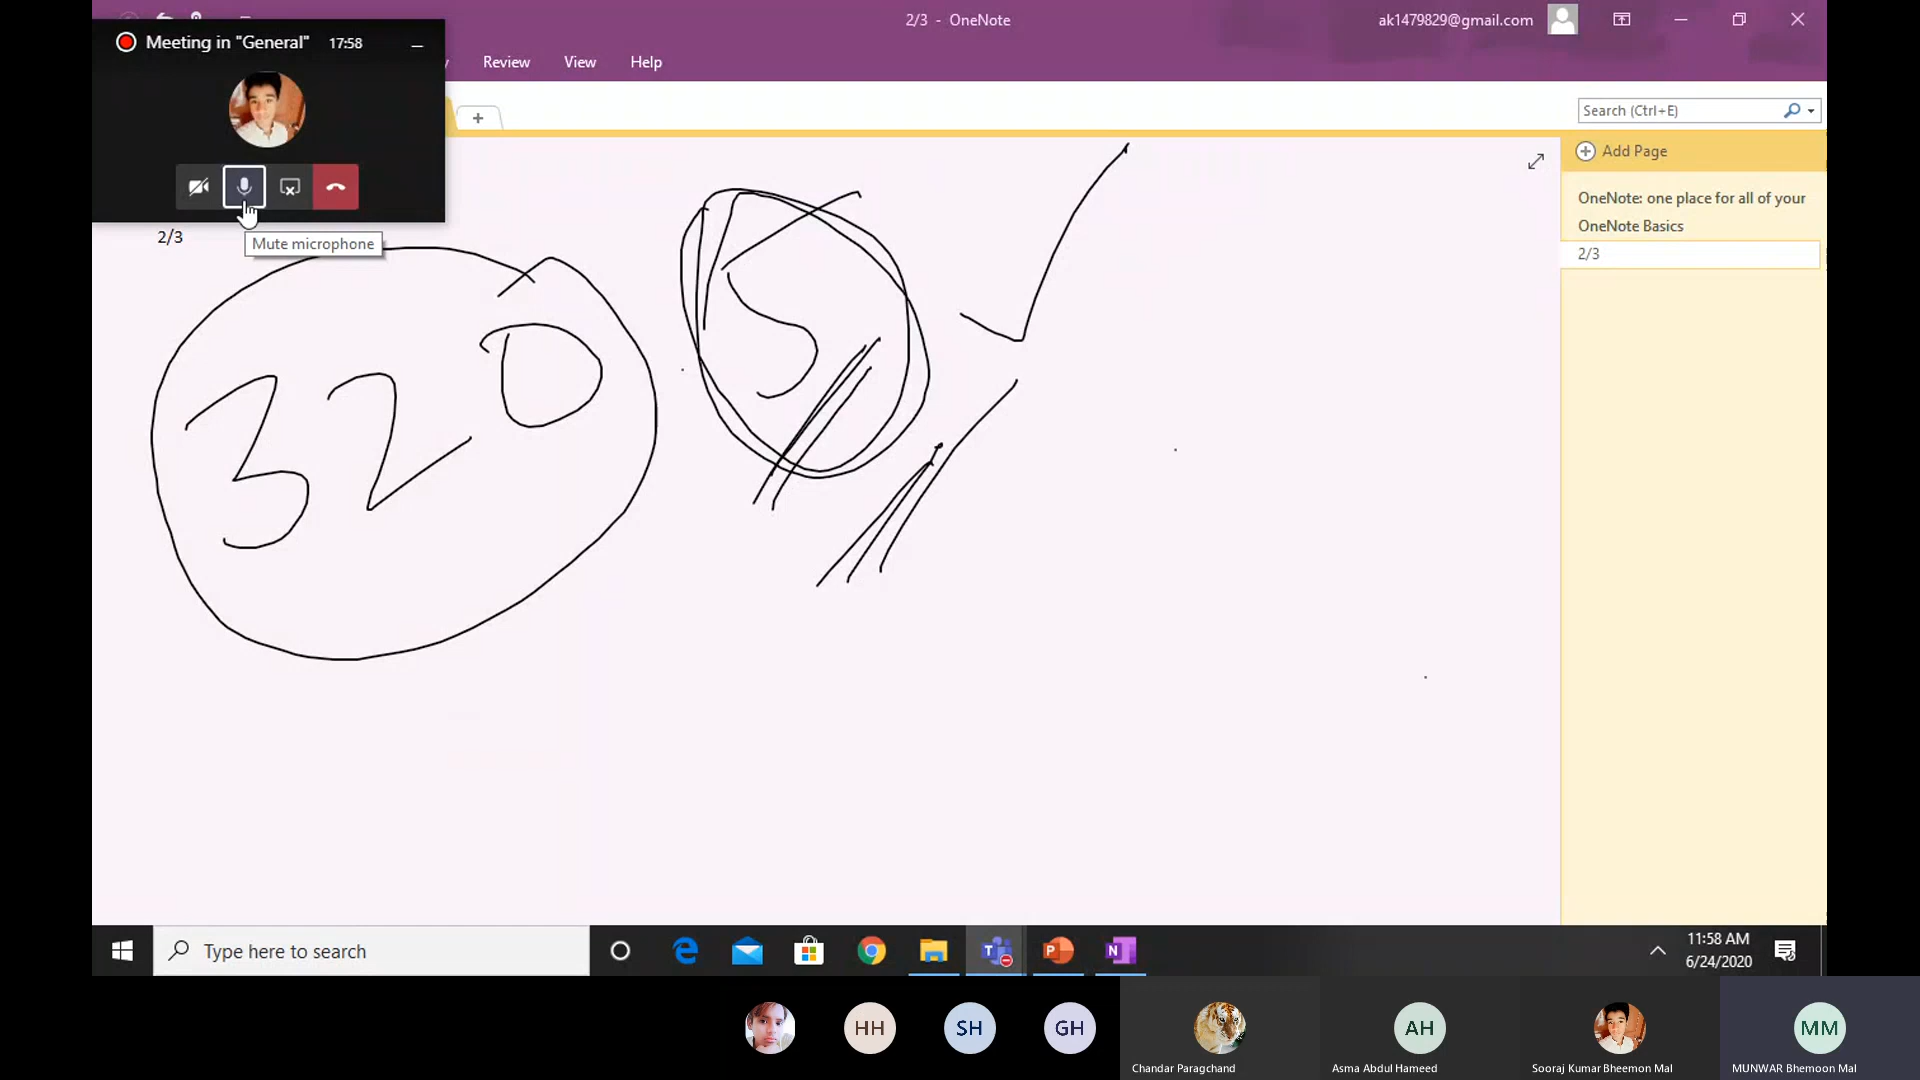 2/3 - OneNote
ak1479829@gmail.com
Meeting in "General" 17:58
Review View Help
Search (Ctrl+E)
Add Page
OneNote: one place for all of your
OneNote Basics
2/3
2/3
Mute microphone
320 5
Type here to search
11:58 AM
6/24/2020
HH SH GH AH MM
Chandar Paragchand Asma Abdul Hameed Sooraj Kumar Bheemon Mal MUNWAR Bhemoon Mal